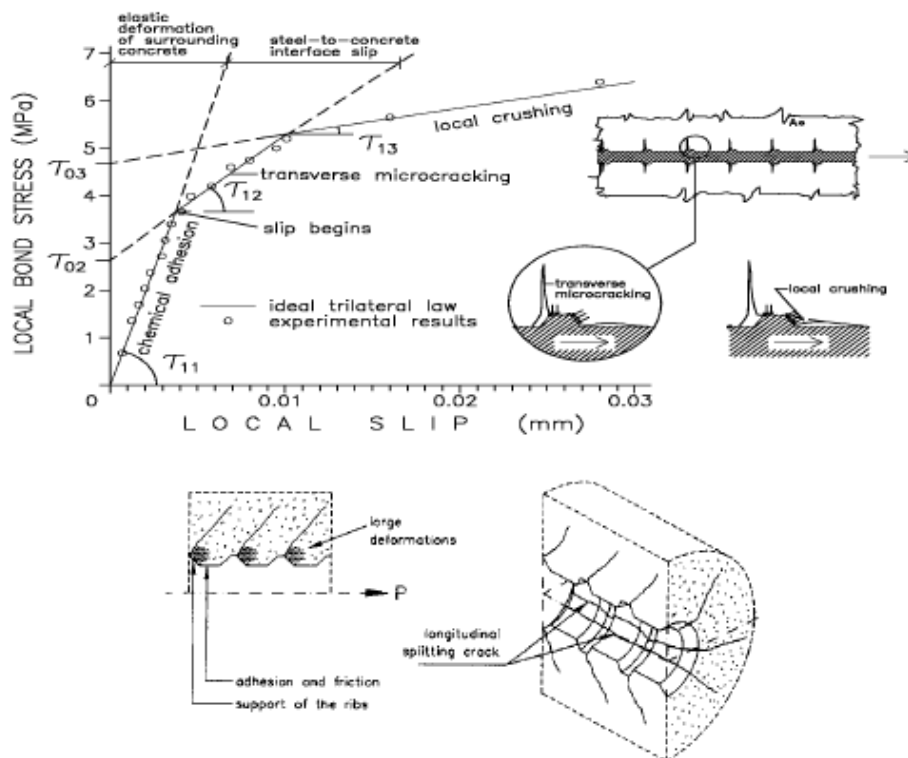 elastic
deformation
of surrounding
concrete
steel-to-concrete
interface slip
LOCAL BOND STRESS (MPa)
7
6
5
4
3
2
1
0
τ03
τ02
τ13
τ12
τ11
local crushing
transverse microcracking
slip begins
chemical adhesion
ideal trilateral law
experimental results
0.01
0.02
0.03
LOCAL SLIP (mm)
transverse
microcracking
local
crushing
large
deformations
P
adhesion and friction
support of the ribs
longitudinal
splitting crack